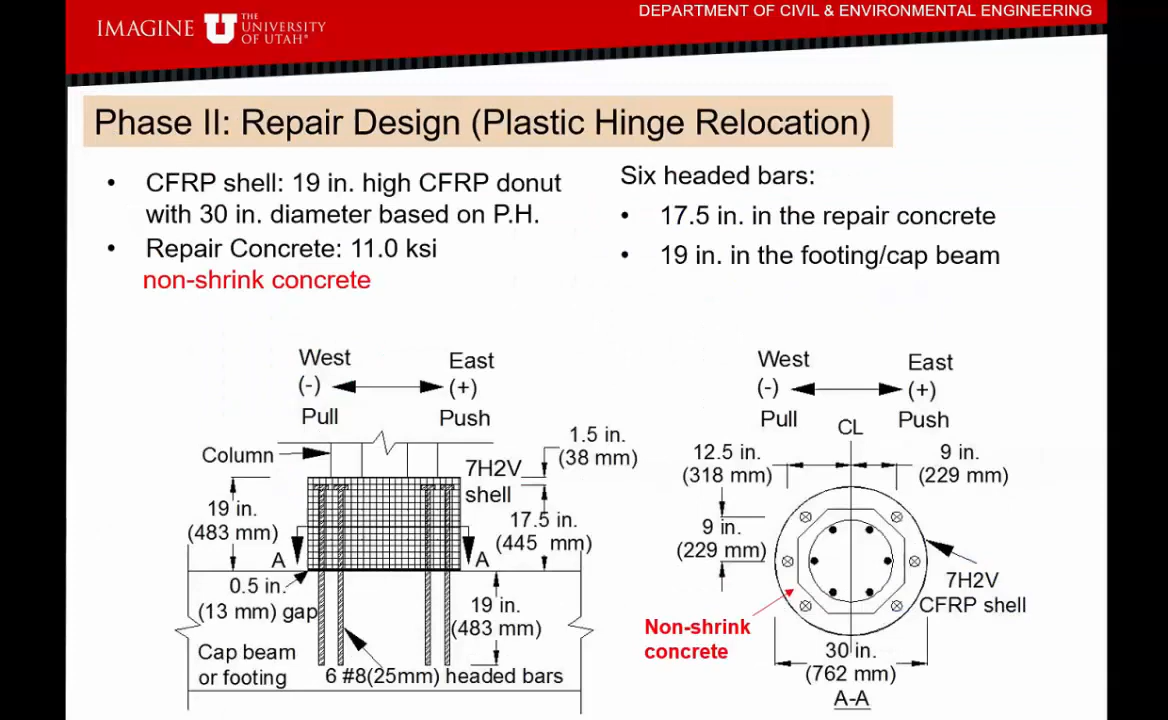 DEPARTMENT OF CIVIL & ENVIRONMENTAL ENGINEERING
IMAGINE U THE UNIVERSITY OF UTAH®
Phase II: Repair Design (Plastic Hinge Relocation)
• CFRP shell: 19 in. high CFRP donut
with 30 in. diameter based on P.H.
• Repair Concrete: 11.0 ksi
non-shrink concrete
Six headed bars:
• 17.5 in. in the repair concrete
• 19 in. in the footing/cap beam
West
(-)
Pull
East
(+)
Push
Column
1.5 in.
(38 mm)
7H2V
shell
19 in.
(483 mm)
17.5 in.
(445 mm)
A
A
0.5 in.
(13 mm) gap
19 in.
(483 mm)
Cap beam
or footing
6 #8(25mm) headed bars
West
(-)
Pull
East
(+)
Push
CL
12.5 in.
(318 mm)
9 in.
(229 mm)
9 in.
(229 mm)
7H2V
CFRP shell
Non-shrink
concrete
30 in.
(762 mm)
A-A